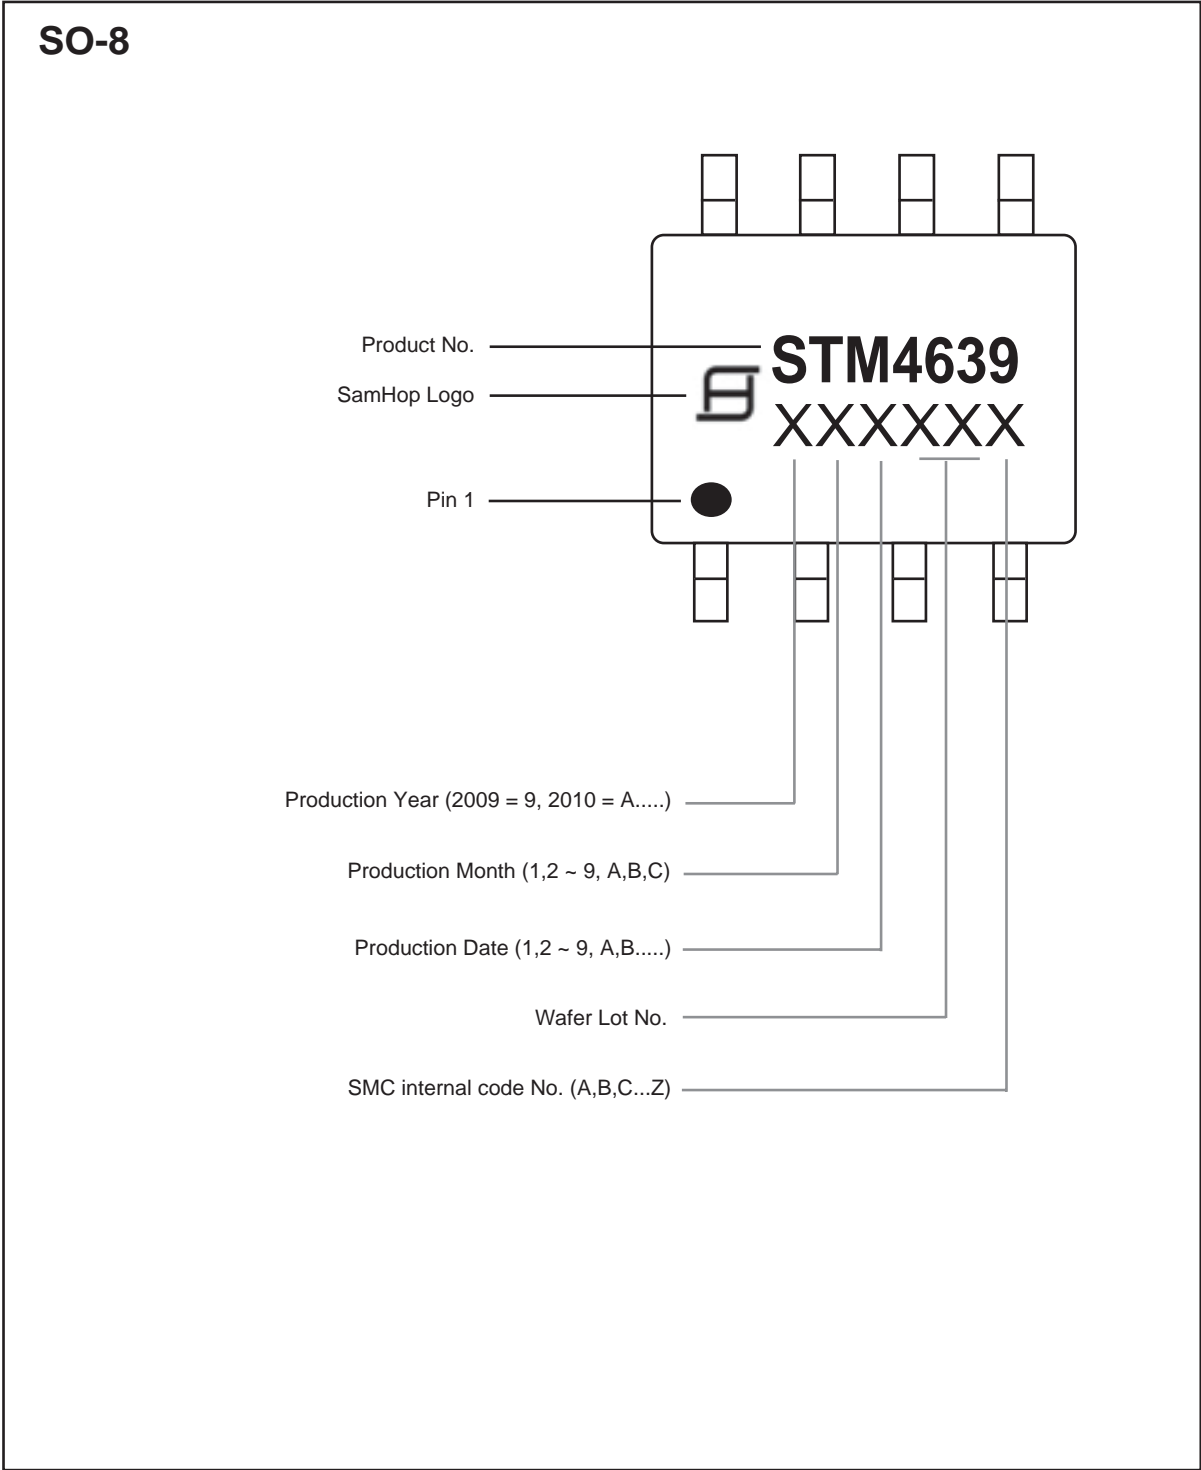 SO-8
Product No.
STM4639
SamHop Logo
XXXXXX
Pin 1
Production Year (2009 = 9, 2010 = A.....)
Production Month (1,2 ~ 9, A,B,C)
Production Date (1,2 ~ 9, A,B.....)
Wafer Lot No.
SMC internal code No. (A,B,C...Z)